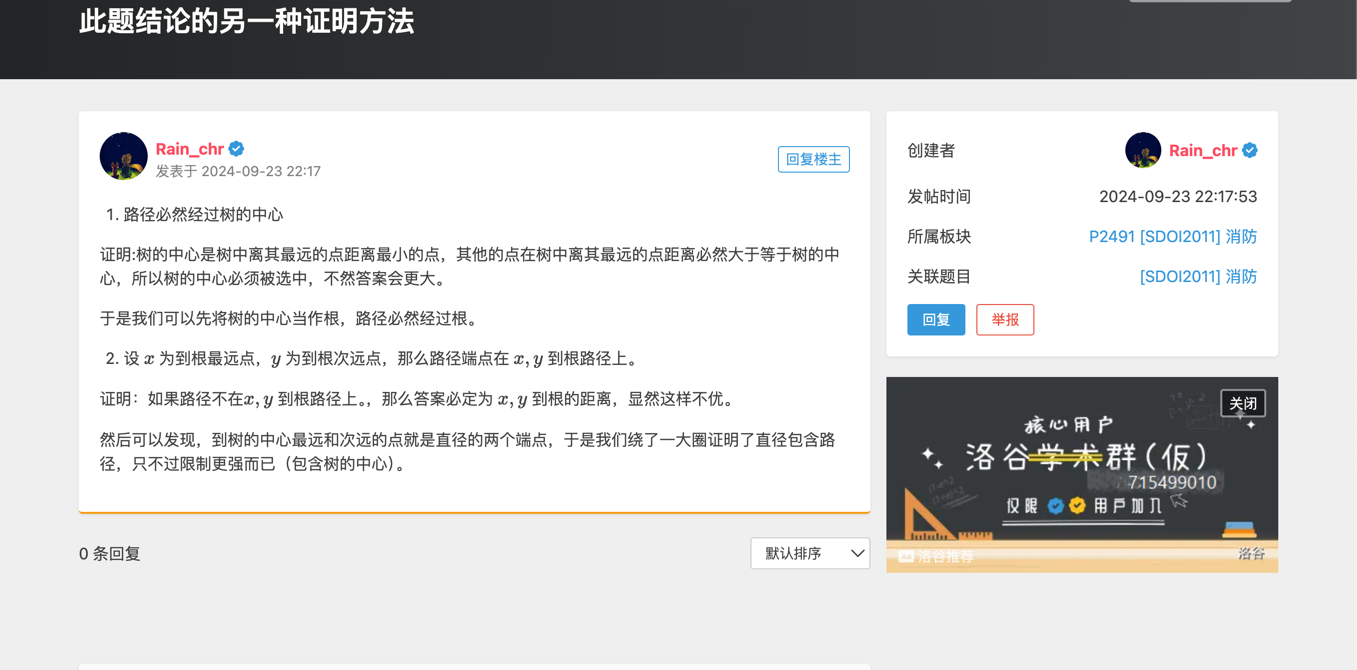 此题结论的另一种证明方法
Rain_chr
发表于 2024-09-23 22:17
回复楼主
1. 路径必然经过树的中心
证明:树的中心是树中离其最远的点距离最小的点，其他的点在树中离其最远的点距离必然大于等于树的中
心，所以树的中心必须被选中，不然答案会更大。
于是我们可以先将树的中心当作根，路径必然经过根。
2. 设 x 为到根最远点，y 为到根次远点，那么路径端点在 x, y 到根路径上。
证明：如果路径不在x, y 到根路径上。，那么答案必定为 x, y 到根的距离，显然这样不优。
然后可以发现，到树的中心最远和次远的点就是直径的两个端点，于是我们绕了一大圈证明了直径包含路
径，只不过限制更强而已（包含树的中心）。
0 条回复
默认排序
创建者
Rain_chr
发帖时间
2024-09-23 22:17:53
所属板块
P2491 [SDOI2011] 消防
关联题目
[SDOI2011] 消防
回复
举报
关闭
核心用户
洛谷学术群(仮)
715499010
仅限 用户加入
洛谷推荐
洛谷